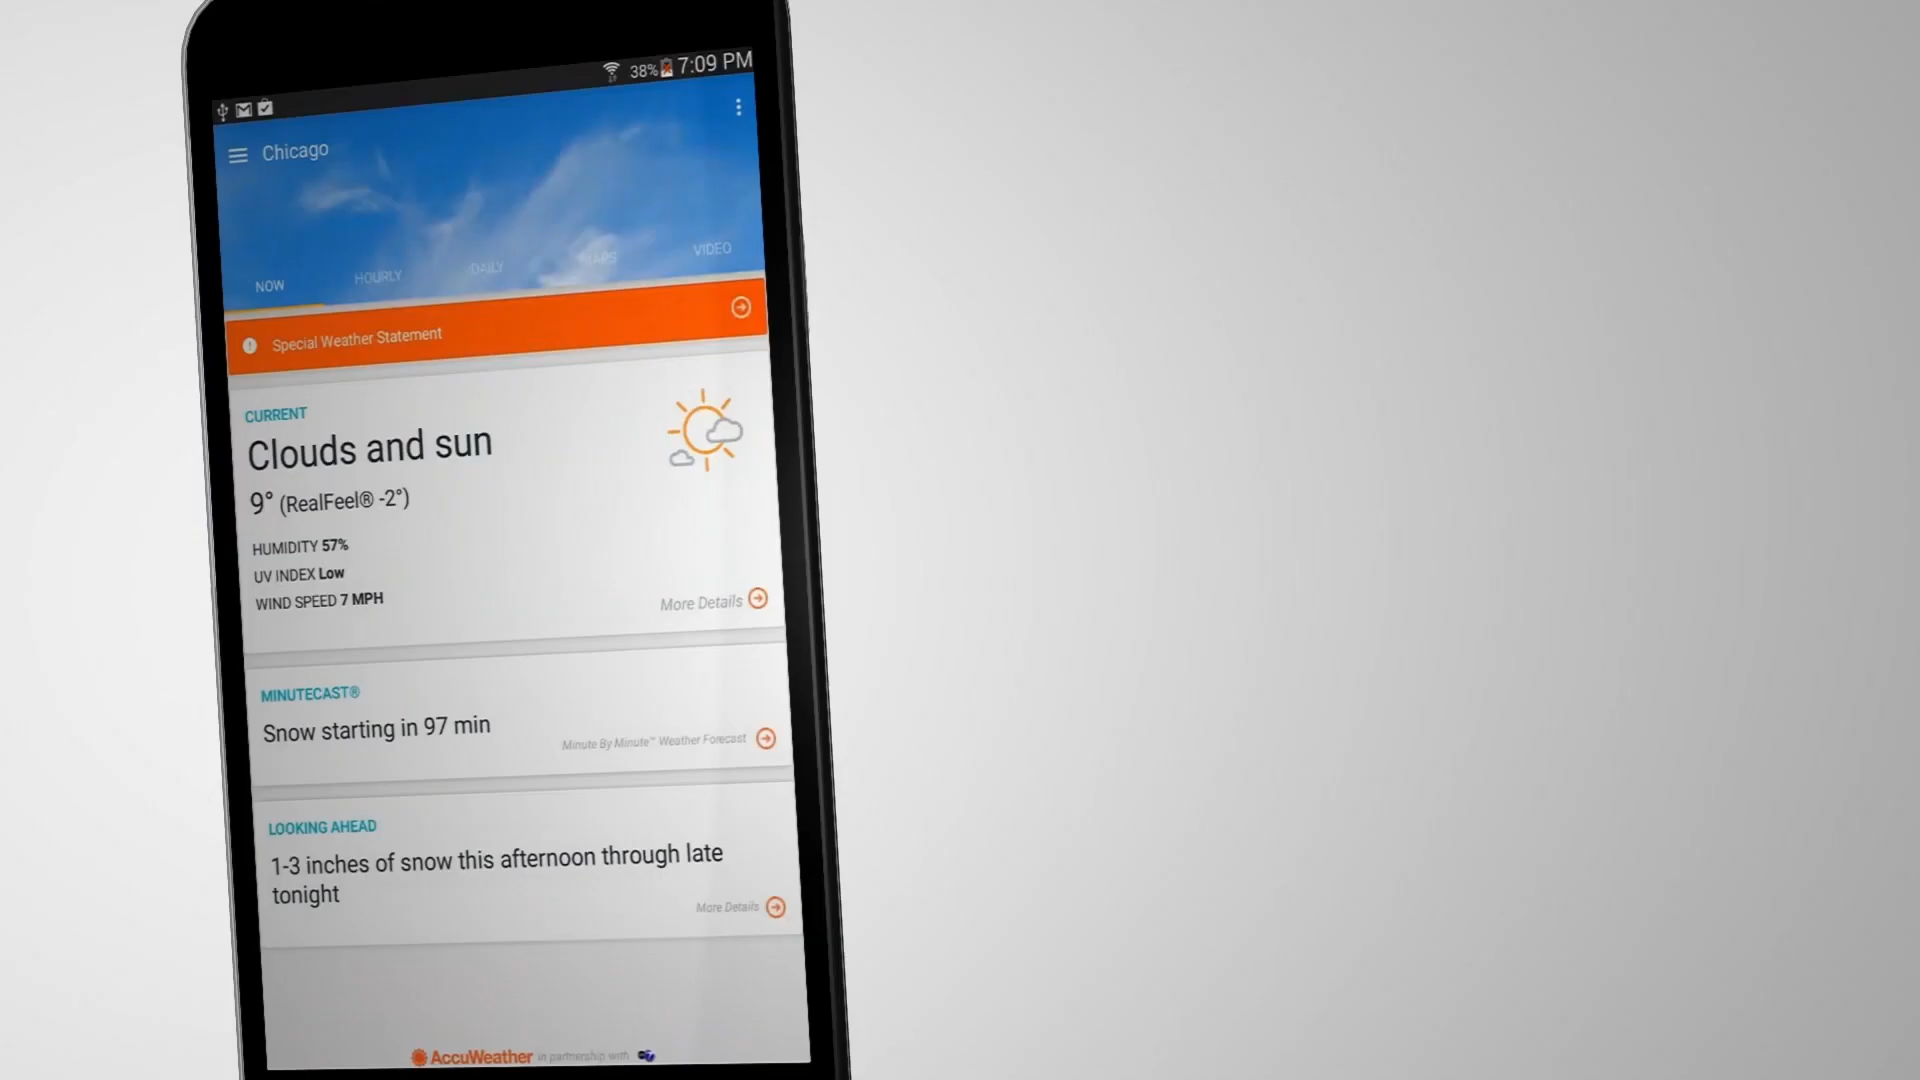 38% 7:09 PM
Chicago
NOW HOURLY DAILY MAPS VIDEO
Special Weather Statement
CURRENT
Clouds and sun
9° (RealFeel® -2°)
HUMIDITY 57%
UV INDEX Low
WIND SPEED 7 MPH
More Details
MINUTECAST®
Snow starting in 97 min
Minute By Minute™ Weather Forecast
LOOKING AHEAD
1-3 inches of snow this afternoon through late
tonight
More Details
AccuWeather in partnership with